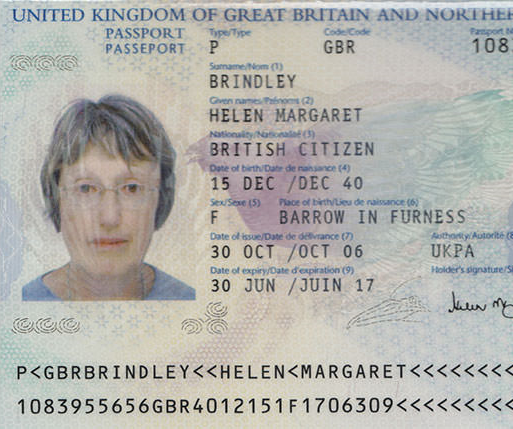 UNITED KINGDOM OF GREAT BRITAIN AND NORTHER
PASSPORT
PASSEPORT
Type/Type Code/Code Passport N
P GBR 108
Surname/Nom (1)
BRINDLEY
Given names/Prénoms (2)
HELEN MARGARET
Nationality/Nationalité (3)
BRITISH CITIZEN
Date of birth/Date de naissance (4)
15 DEC /DEC 40
Sex/Sexe (5) Place of birth/Lieu de naissance (6)
F BARROW IN FURNESS
Date of issue/Date de délivrance (7) Authority/Autorité (8
30 OCT /OCT 06 UKPA
Date of expiry/Date d'expiration (9) Holder's signature/Si
30 JUN /JUIN 17
P<GBRBRINDLEY<<HELEN<MARGARET<<<<<<<<<
1083955656GBR4012151F1706309<<<<<<<<<<